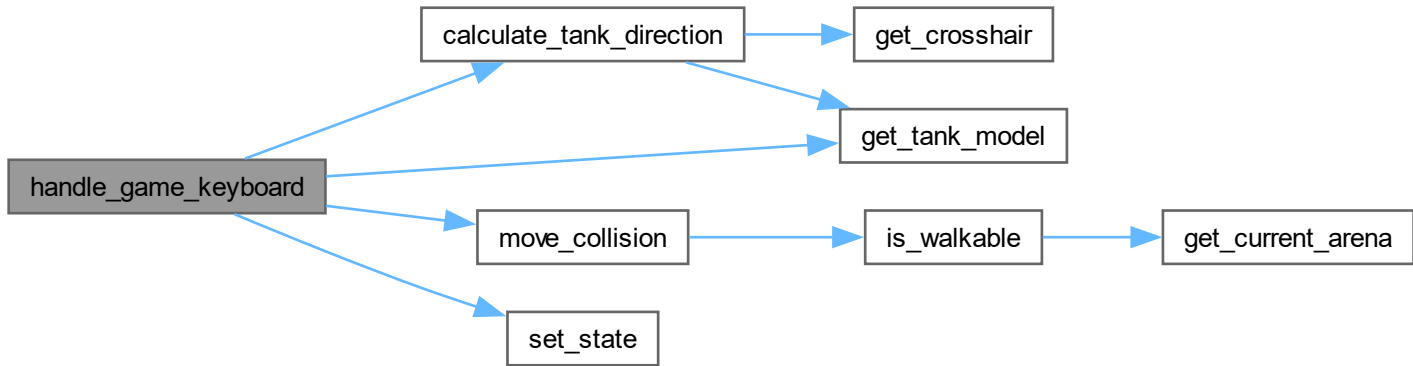 calculate_tank_direction
get_crosshair
get_tank_model
handle_game_keyboard
move_collision
is_walkable
get_current_arena
set_state